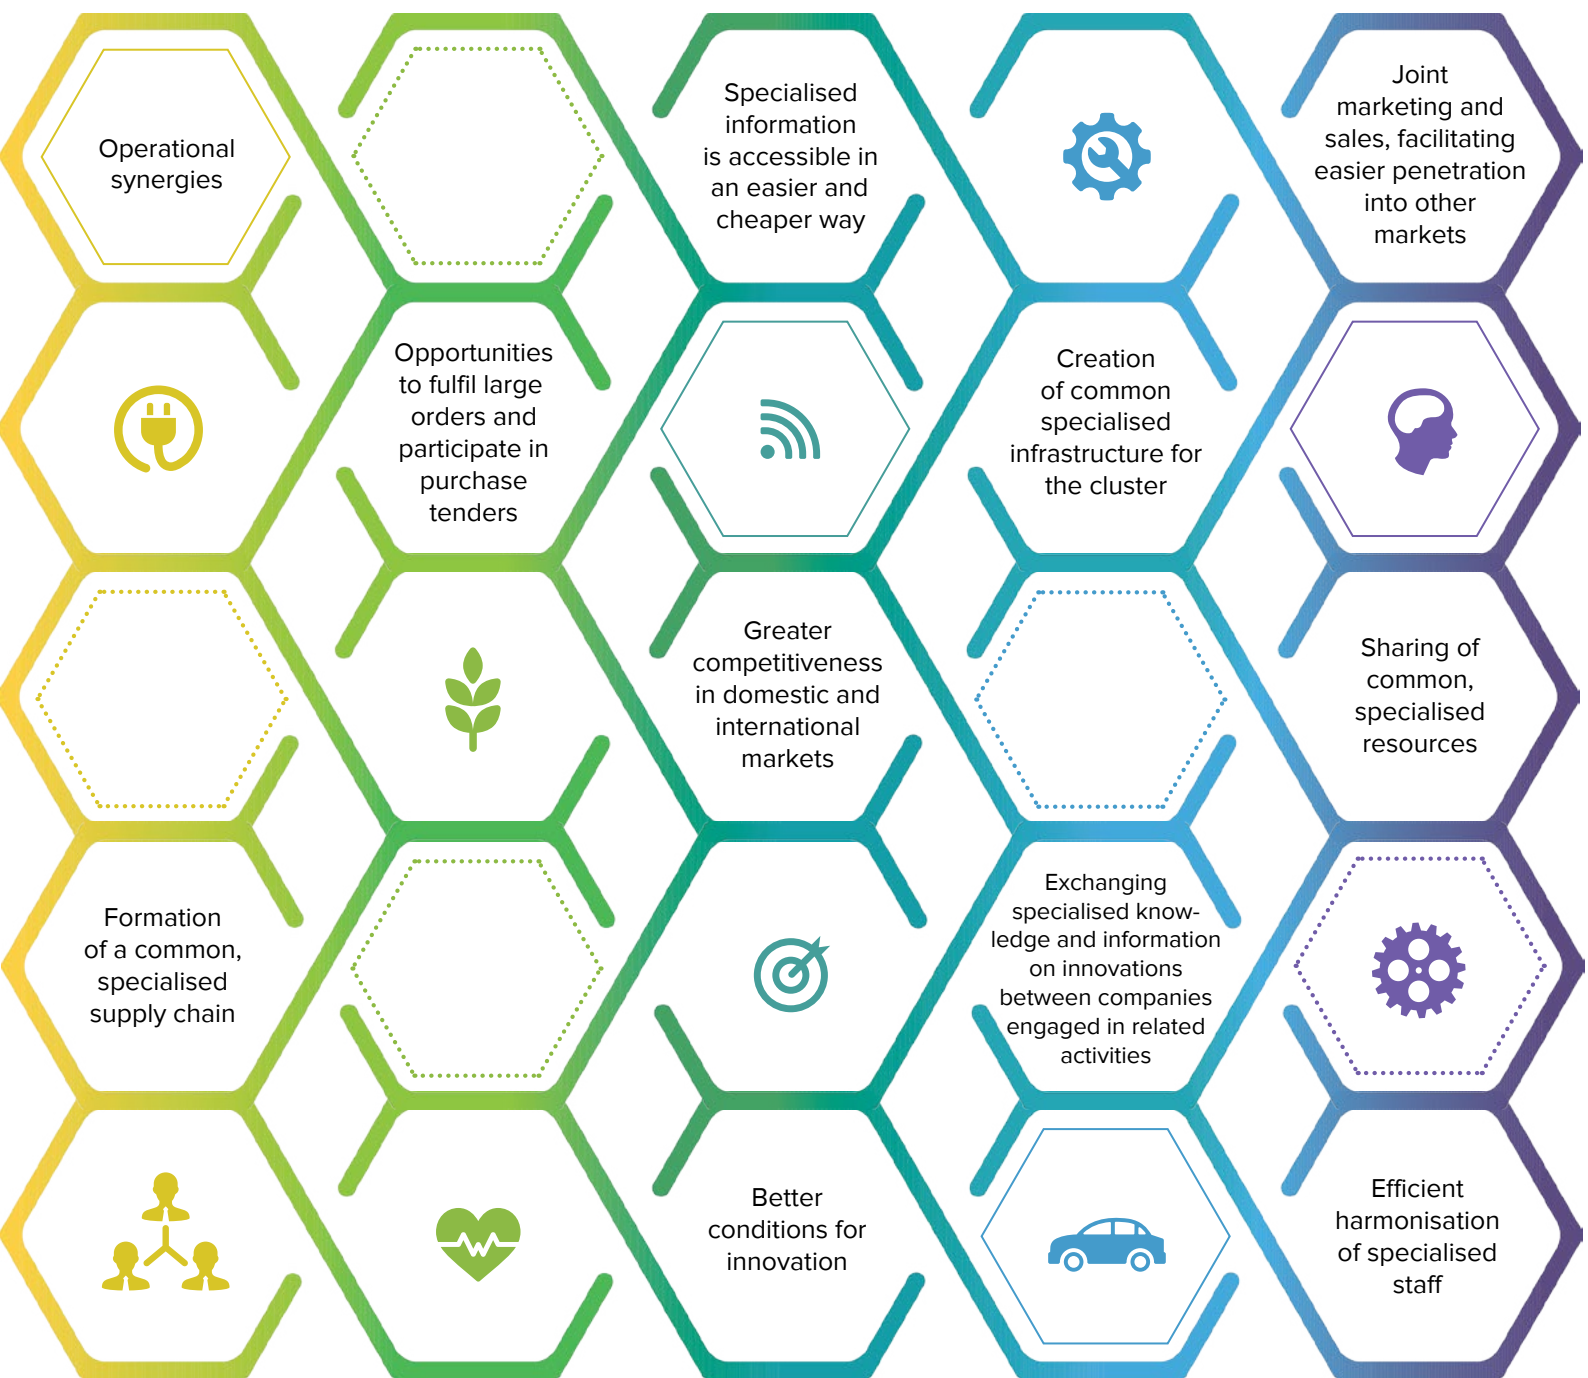 Operational
synergies
Specialised
information
is accessible in
an easier and
cheaper way
Joint
marketing and
sales, facilitating
easier penetration
into other
markets
Opportunities
to fulfil large
orders and
participate in
purchase
tenders
Creation
of common
specialised
infrastructure for
the cluster
Greater
competitiveness
in domestic and
international
markets
Sharing of
common,
specialised
resources
Formation
of a common,
specialised
supply chain
Exchanging
specialised know-
ledge and information
on innovations
between companies
engaged in related
activities
Better
conditions for
innovation
Efficient
harmonisation
of specialised
staff